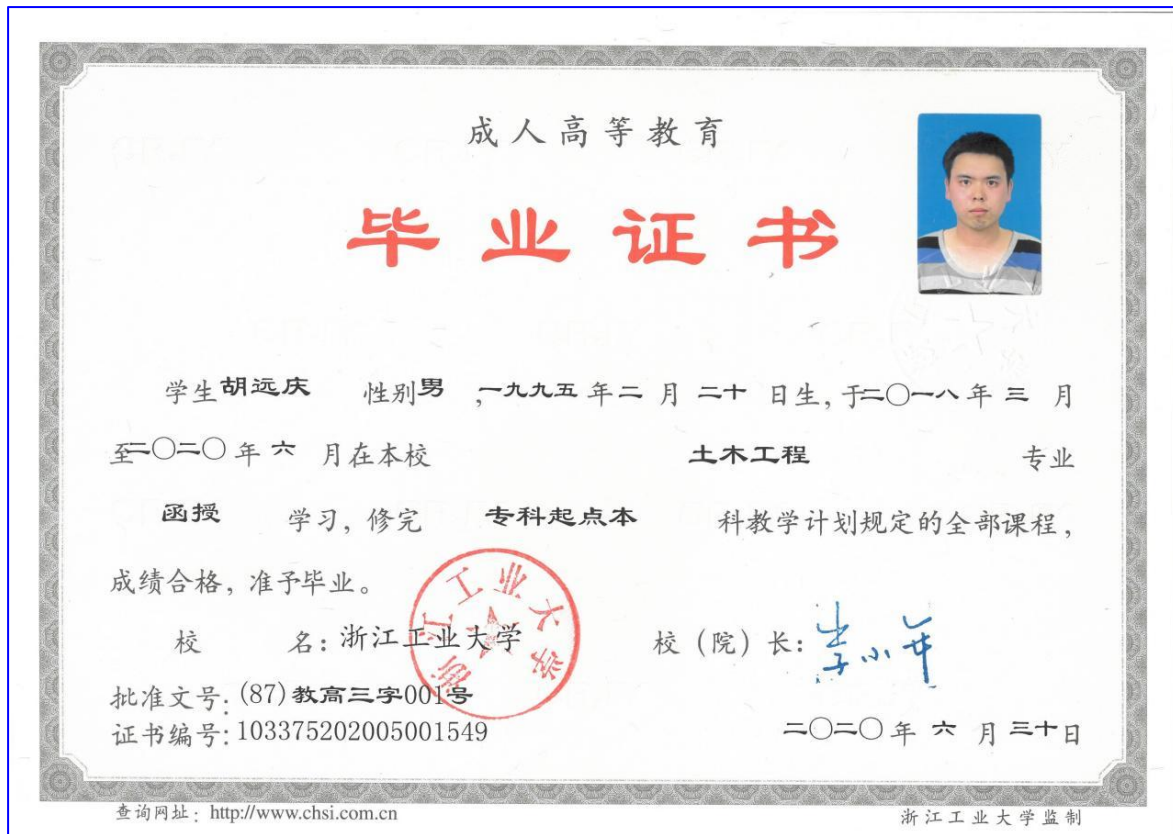 成人高等教育
毕业证书
学生胡远庆 性别男,一九九五年二月二十日生,于二〇一八年三月
至二〇二〇年六月在本校 土木工程 专业
函授 学习,修完 专科起点本 科教学计划规定的全部课程,
成绩合格,准予毕业。
校 名:浙江工业大学 校(院)长:
浙江工业大学
批准文号:(87)教高三字001号
证书编号:103375202005001549
二〇二〇年六月三十日
查询网址:http://www.chsi.com.cn
浙江工业大学监制